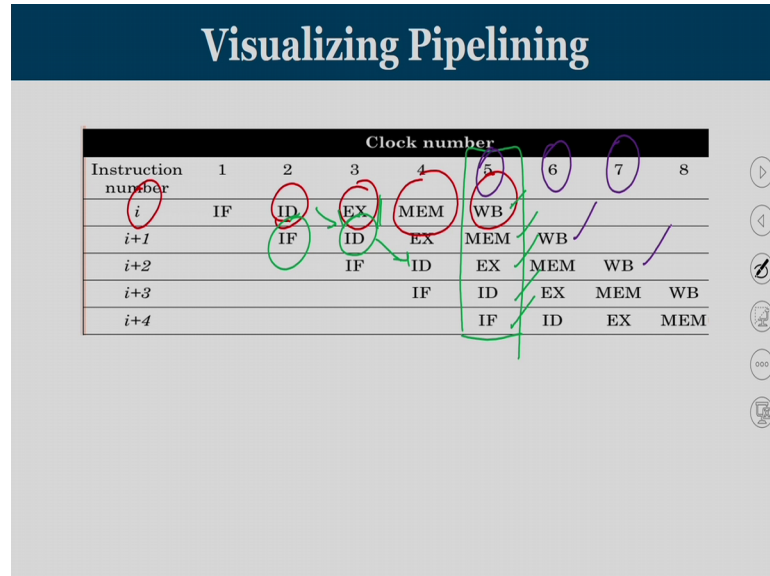 Visualizing Pipelining
Clock number
Instruction number 1 2 3 4 5 6 7 8
i IF ID EX MEM WB
i+1 IF ID EX MEM WB
i+2 IF ID EX MEM WB
i+3 IF ID EX MEM WB
i+4 IF ID EX MEM